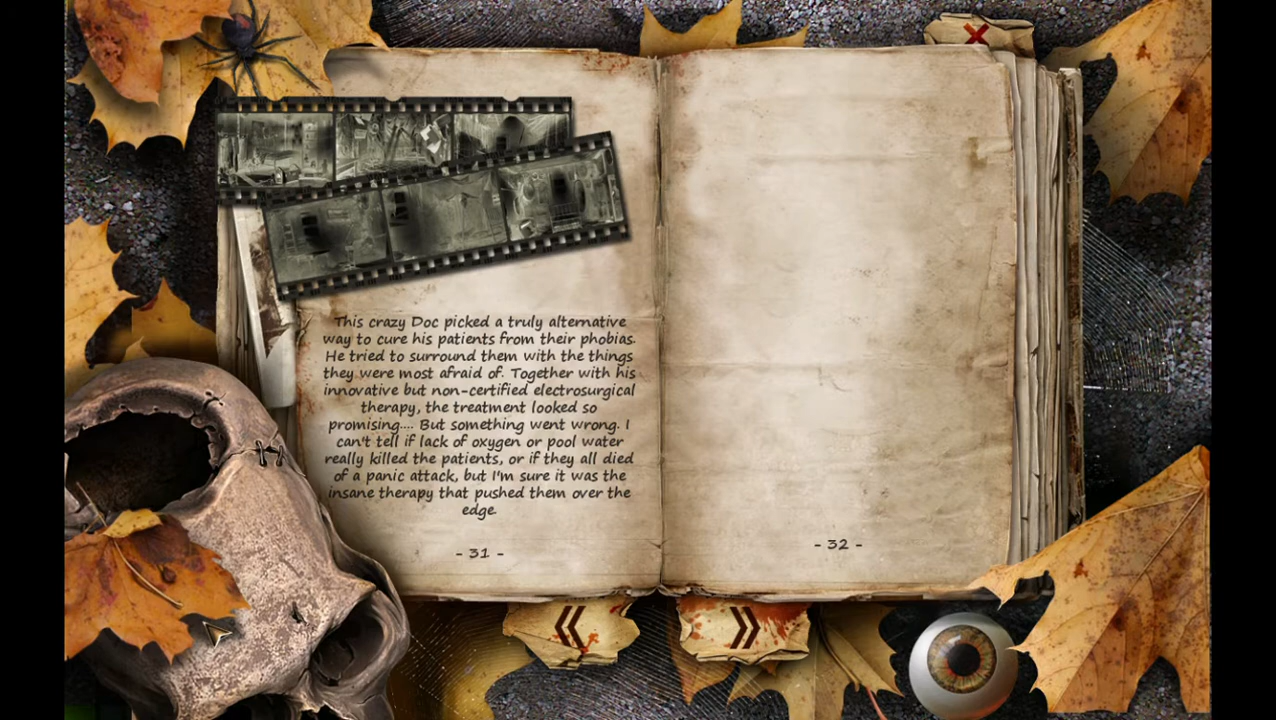 This crazy Doc picked a truly alternative
way to cure his patients from their phobias.
He tried to surround them with the things
they were most afraid of. Together with his
innovative but non-certified electrosurgical
therapy, the treatment looked so
promising.... But something went wrong. I
can't tell if lack of oxygen or pool water
really killed the patients, or if they all died
of a panic attack, but I'm sure it was the
insane therapy that pushed them over the
edge.
- 31 -
- 32 -